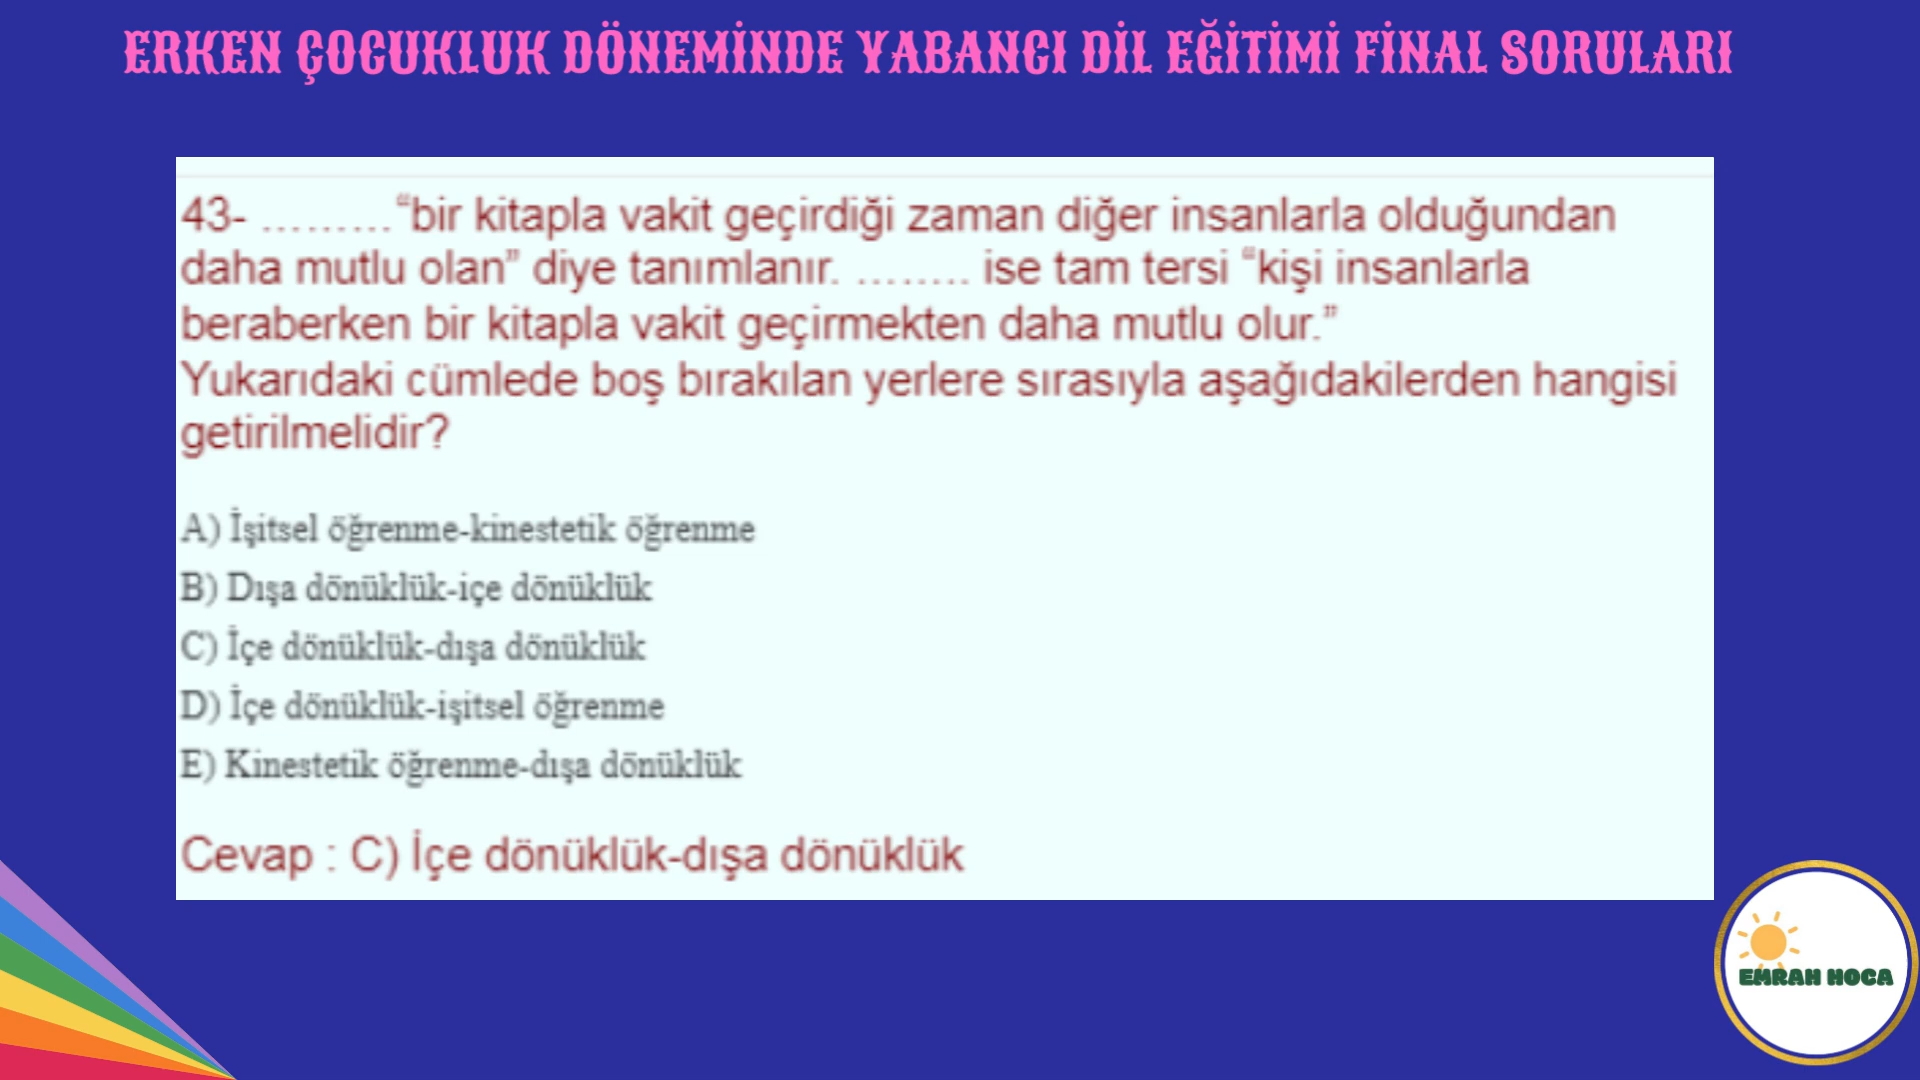 ERKEN ÇOCUKLUK DÖNEMİNDE YABANCI DİL EĞİTİMİ FİNAL SORULARI
43- ………“bir kitapla vakit geçirdiği zaman diğer insanlarla olduğundan
daha mutlu olan” diye tanımlanır. …….. ise tam tersi “kişi insanlarla
beraberken bir kitapla vakit geçirmekten daha mutlu olur.”
Yukarıdaki cümlede boş bırakılan yerlere sırasıyla aşağıdakilerden hangisi
getirilmelidir?
A) İşitsel öğrenme-kinestetik öğrenme
B) Dışa dönüklük-içe dönüklük
C) İçe dönüklük-dışa dönüklük
D) İçe dönüklük-işitsel öğrenme
E) Kinestetik öğrenme-dışa dönüklük
Cevap : C) İçe dönüklük-dışa dönüklük
EMRAH HOCA